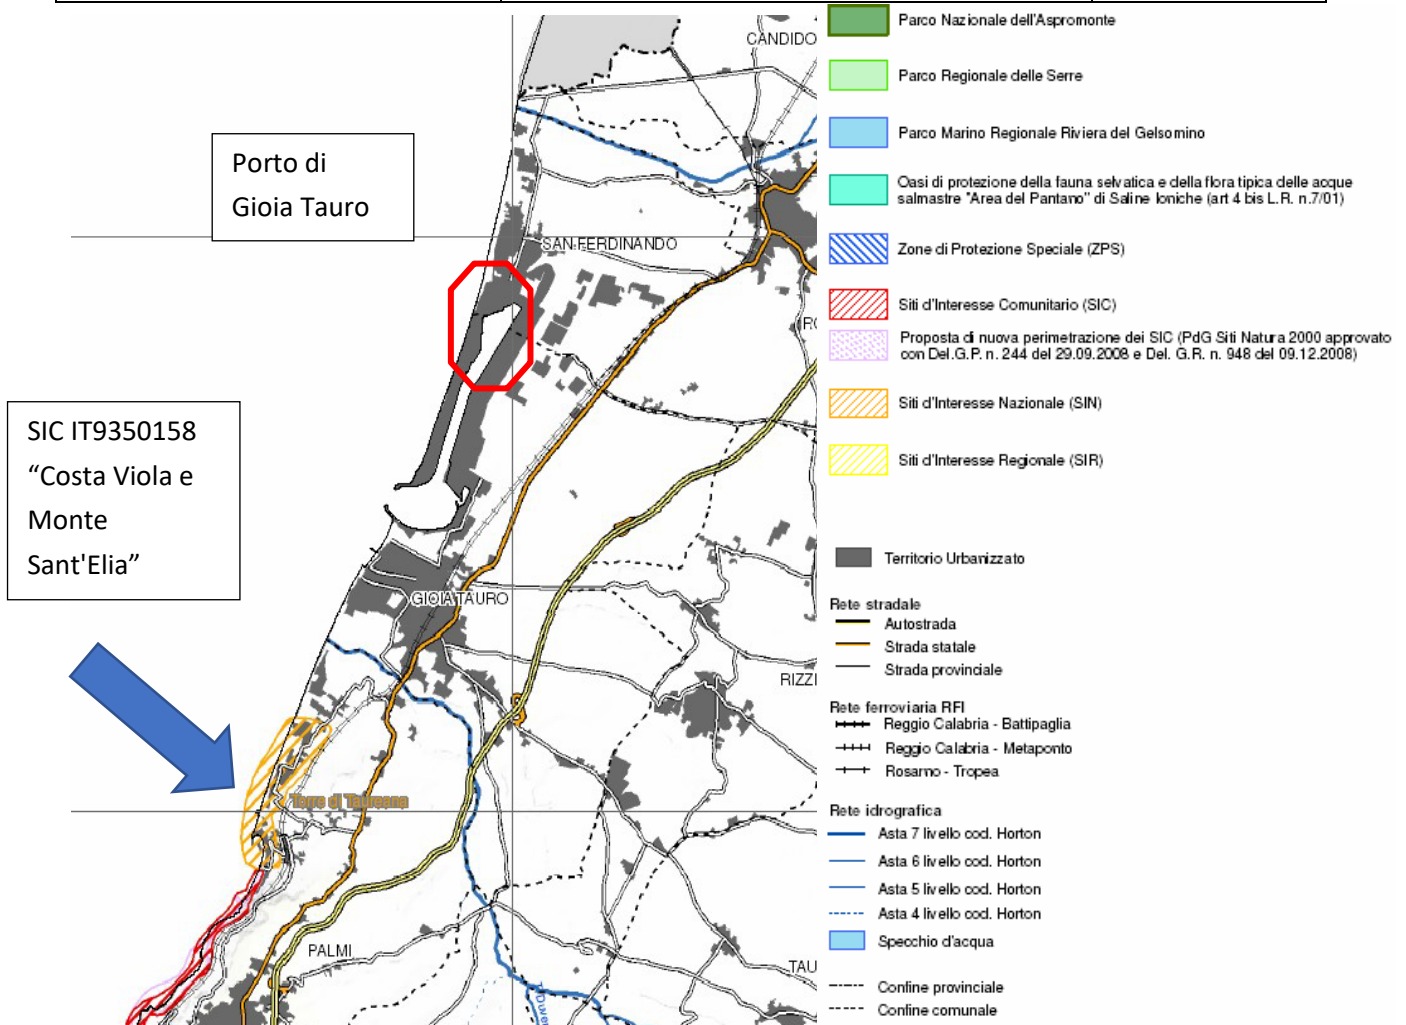 CANDIDO
Porto di
Gioia Tauro
SAN FERDINANDO
SIC IT9350158
“Costa Viola e
Monte
Sant'Elia”
GIOIA TAURO
RIZZI
Torre di Taureana
PALMI
TAU
Parco Nazionale dell'Aspromonte
Parco Regionale delle Serre
Parco Marino Regionale Riviera del Gelsomino
Oasi di protezione della fauna selvatica e della flora tipica delle acque
salmastre "Area del Pantano" di Saline Ioniche (art 4 bis L.R. n.7/01)
Zone di Protezione Speciale (ZPS)
Siti d'Interesse Comunitario (SIC)
Proposta di nuova perimetrazione dei SIC (PdG Siti Natura 2000 approvato
con Del.G.P. n. 244 del 29.09.2008 e Del. G.R. n. 948 del 09.12.2008)
Siti d'Interesse Nazionale (SIN)
Siti d'Interesse Regionale (SIR)
Territorio Urbanizzato
Rete stradale
Autostrada
Strada statale
Strada provinciale
Rete ferroviaria RFI
Reggio Calabria - Battipaglia
Reggio Calabria - Metaponto
Rosarno - Tropea
Rete idrografica
Asta 7 livello cod. Horton
Asta 6 livello cod. Horton
Asta 5 livello cod. Horton
Asta 4 livello cod. Horton
Specchio d'acqua
Confine provinciale
Confine comunale